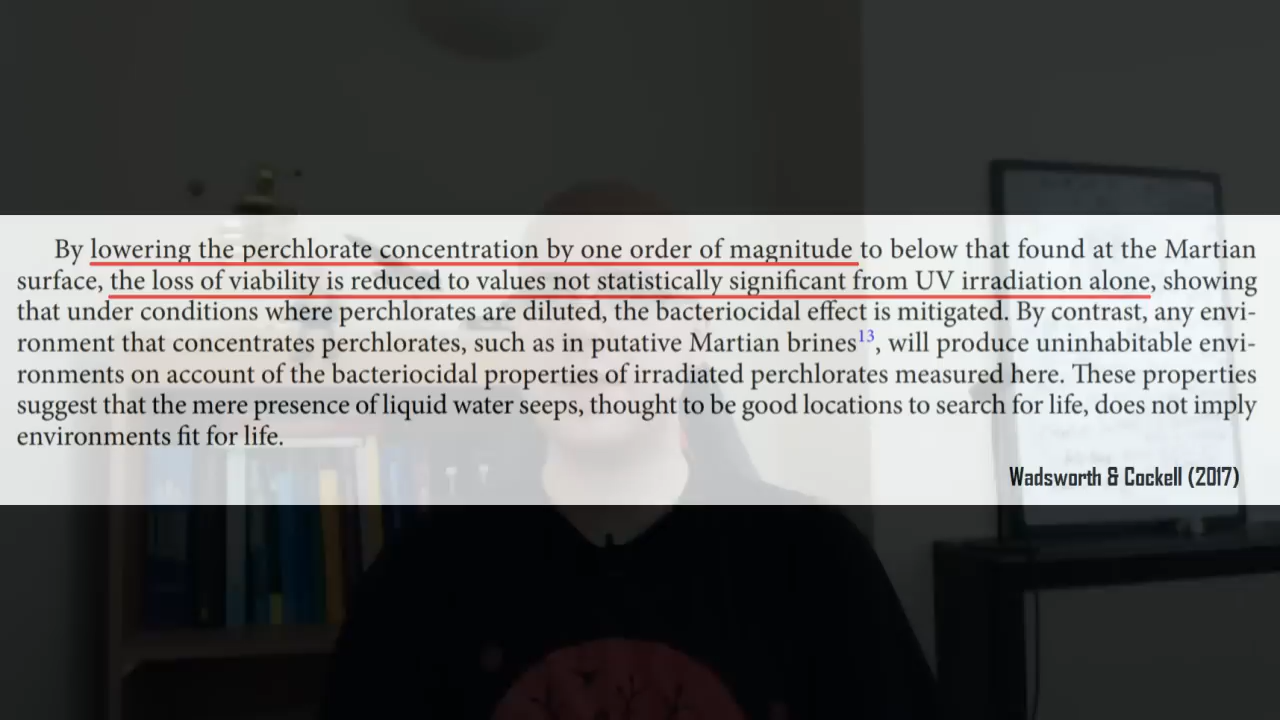 By lowering the perchlorate concentration by one order of magnitude to below that found at the Martian
surface, the loss of viability is reduced to values not statistically significant from UV irradiation alone, showing
that under conditions where perchlorates are diluted, the bacteriocidal effect is mitigated. By contrast, any envi-
ronment that concentrates perchlorates, such as in putative Martian brines13, will produce uninhabitable envi-
ronments on account of the bacteriocidal properties of irradiated perchlorates measured here. These properties
suggest that the mere presence of liquid water seeps, thought to be good locations to search for life, does not imply
environments fit for life.
Wadsworth & Cockell (2017)